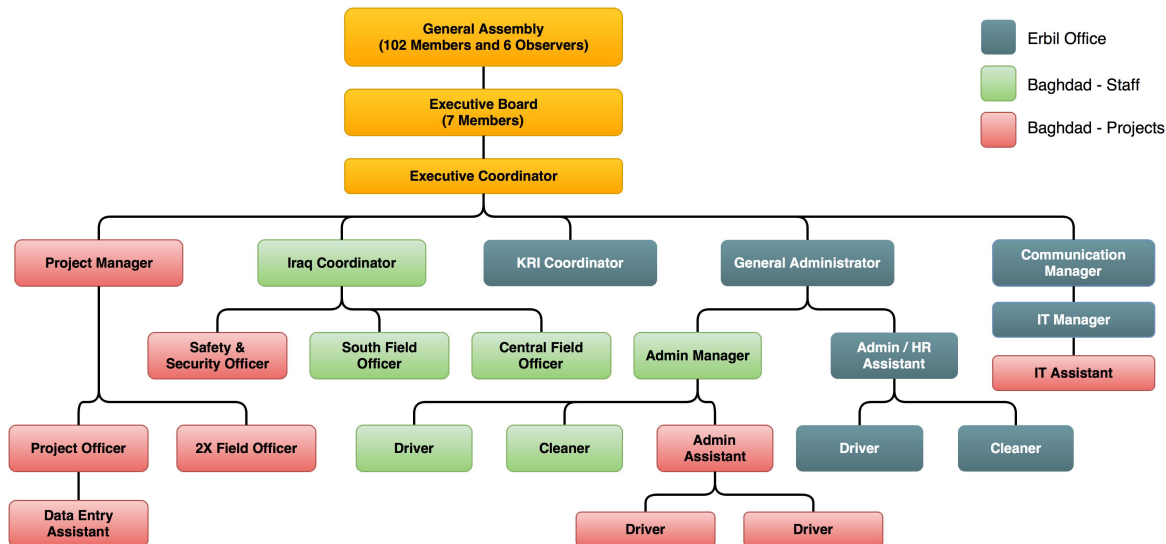 General Assembly
(102 Members and 6 Observers)
Erbil Office
Baghdad - Staff
Baghdad - Projects
Executive Board
(7 Members)
Executive Coordinator
Project Manager
Iraq Coordinator
KRI Coordinator
General Administrator
Communication
Manager
IT Manager
IT Assistant
Safety &
Security Officer
South Field
Officer
Central Field
Officer
Admin Manager
Admin / HR
Assistant
Project Officer
2X Field Officer
Driver
Cleaner
Admin
Assistant
Driver
Cleaner
Data Entry
Assistant
Driver
Driver